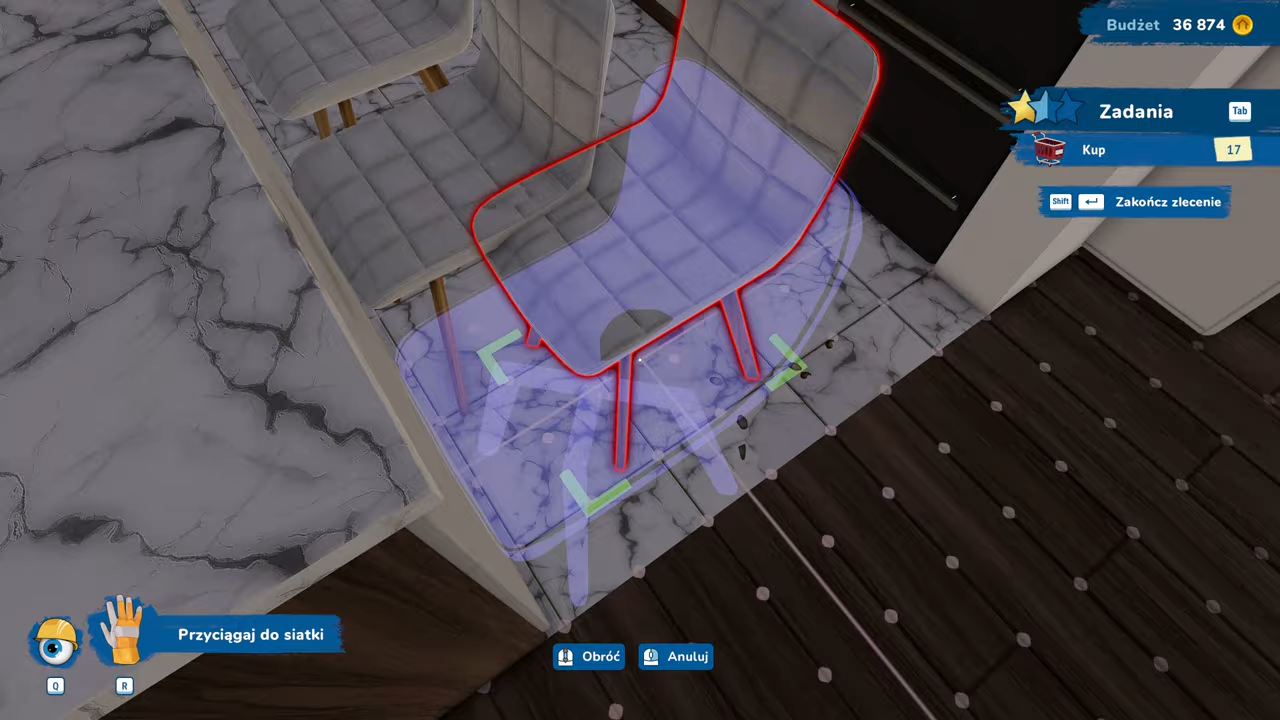 Budżet 36 874
Zadania Tab
Kup 17
Shift Zakończ zlecenie
Przyciągaj do siatki
Q R
Obróć Anuluj